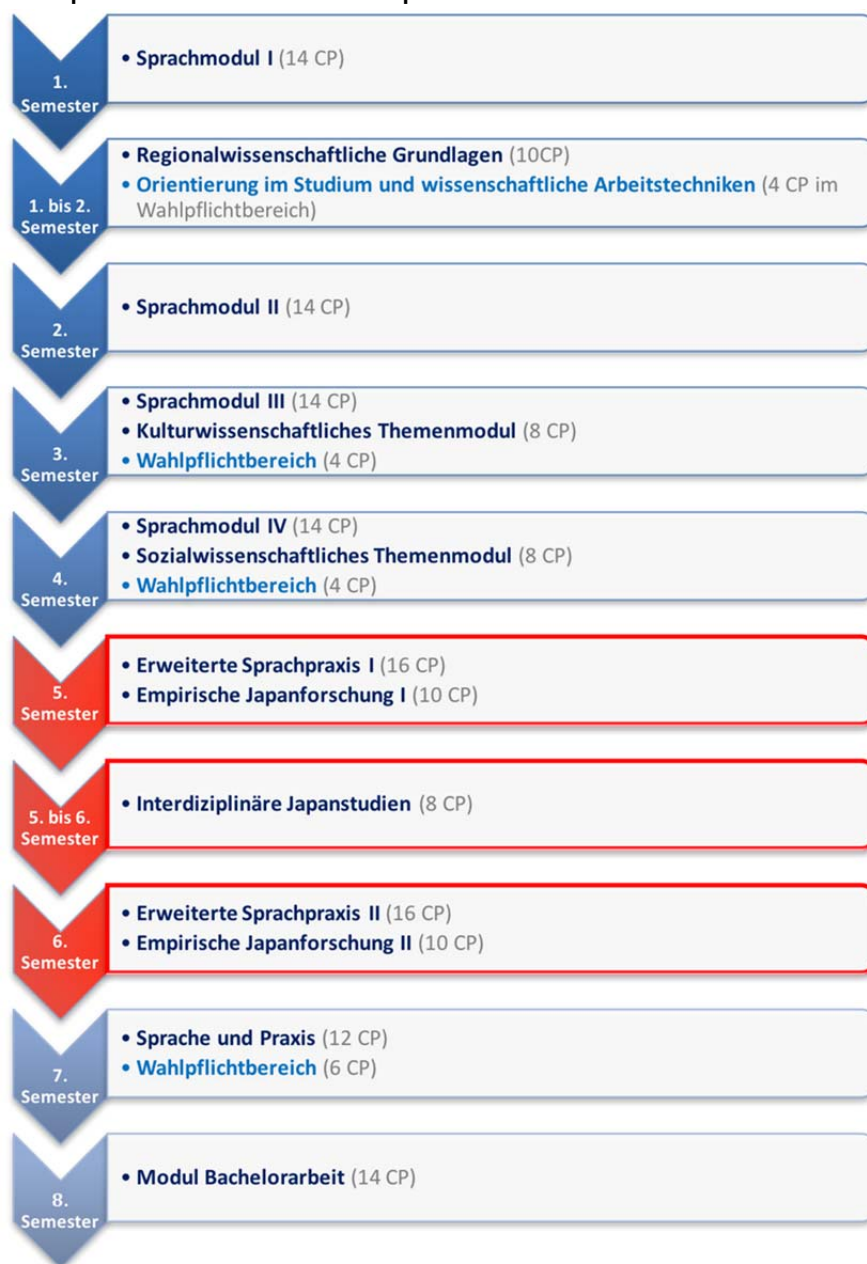 1.
Semester
• Sprachmodul I (14 CP)
1. bis 2.
Semester
• Regionalwissenschaftliche Grundlagen (10CP)
• Orientierung im Studium und wissenschaftliche Arbeitstechniken (4 CP im
Wahlpflichtbereich)
2.
Semester
• Sprachmodul II (14 CP)
3.
Semester
• Sprachmodul III (14 CP)
• Kulturwissenschaftliches Themenmodul (8 CP)
• Wahlpflichtbereich (4 CP)
4.
Semester
• Sprachmodul IV (14 CP)
• Sozialwissenschaftliches Themenmodul (8 CP)
• Wahlpflichtbereich (4 CP)
5.
Semester
• Erweiterte Sprachpraxis I (16 CP)
• Empirische Japanforschung I (10 CP)
5. bis 6.
Semester
• Interdiziplinäre Japanstudien (8 CP)
6.
Semester
• Erweiterte Sprachpraxis II (16 CP)
• Empirische Japanforschung II (10 CP)
7.
Semester
• Sprache und Praxis (12 CP)
• Wahlpflichtbereich (6 CP)
8.
Semester
• Modul Bachelorarbeit (14 CP)